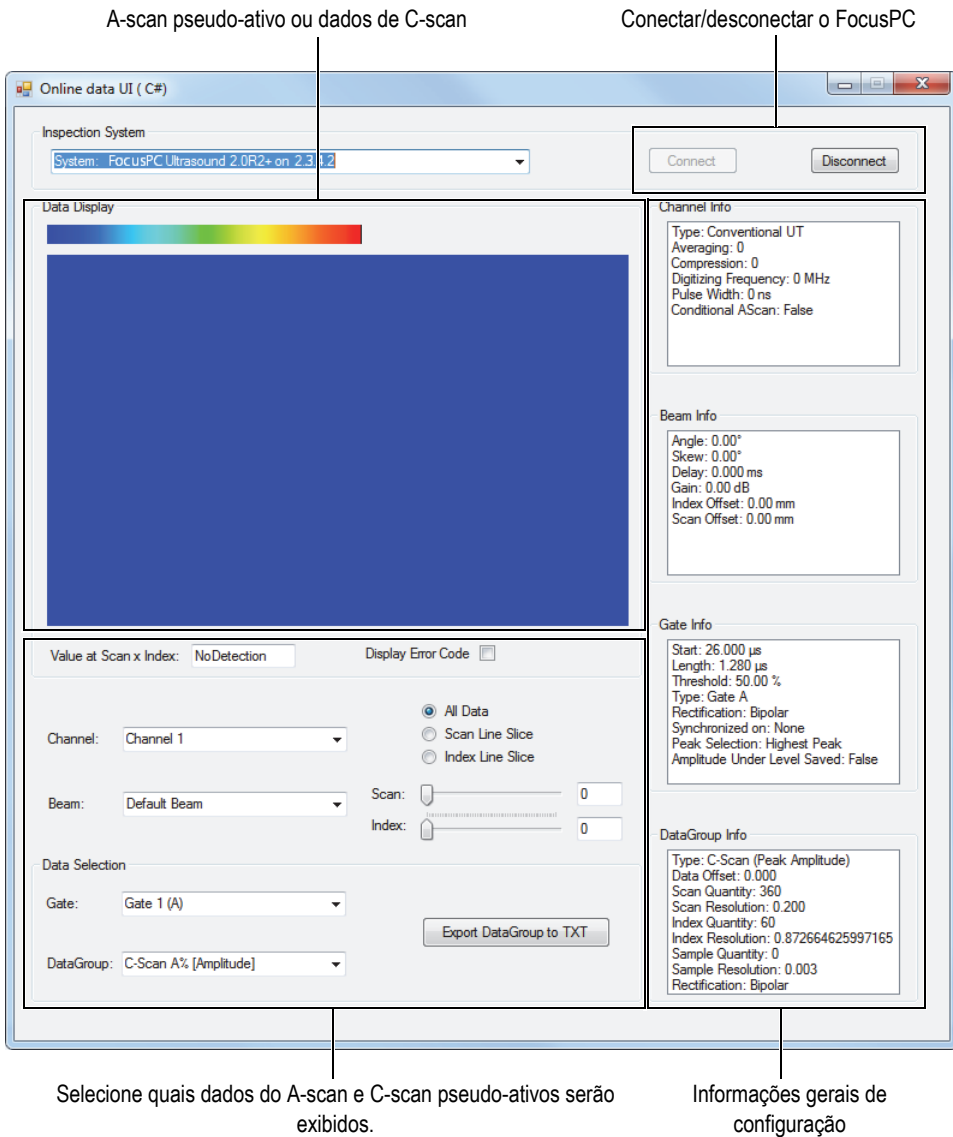 A-scan pseudo-ativo ou dados de C-scan
Conectar/desconectar o FocusPC
Online data UI ( C#)
Inspection System
System: FocusPC Ultrasound 2.0R2+ on 2.3.4.2
Connect
Disconnect
Data Display
Channel Info
Type: Conventional UT
Averaging: 0
Compression: 0
Digitizing Frequency: 0 MHz
Pulse Width: 0 ns
Conditional AScan: False
Beam Info
Angle: 0.00°
Skew: 0.00°
Delay: 0.000 ms
Gain: 0.00 dB
Index Offset: 0.00 mm
Scan Offset: 0.00 mm
Gate Info
Start: 26.000 µs
Length: 1.280 µs
Threshold: 50.00 %
Type: Gate A
Rectification: Bipolar
Synchronized on: None
Peak Selection: Highest Peak
Amplitude Under Level Saved: False
DataGroup Info
Type: C-Scan (Peak Amplitude)
Data Offset: 0.000
Scan Quantity: 360
Scan Resolution: 0.200
Index Quantity: 60
Index Resolution: 0.872664625997165
Sample Quantity: 0
Sample Resolution: 0.003
Rectification: Bipolar
Value at Scan x Index: NoDetection
Display Error Code
All Data
Scan Line Slice
Index Line Slice
Channel: Channel 1
Beam: Default Beam
Scan: 0
Index: 0
Data Selection
Gate: Gate 1 (A)
Export DataGroup to TXT
DataGroup: C-Scan A% [Amplitude]
Selecione quais dados do A-scan e C-scan pseudo-ativos serão
exibidos.
Informações gerais de
configuração